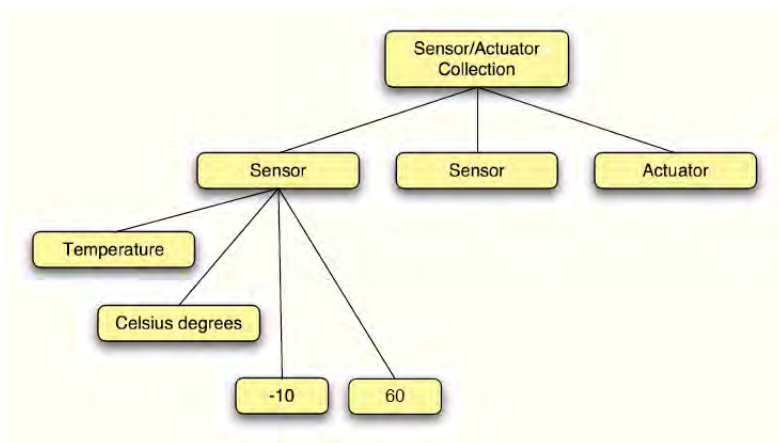 Sensor/Actuator
Collection
Sensor
Sensor
Actuator
Temperature
Celsius degrees
-10
60